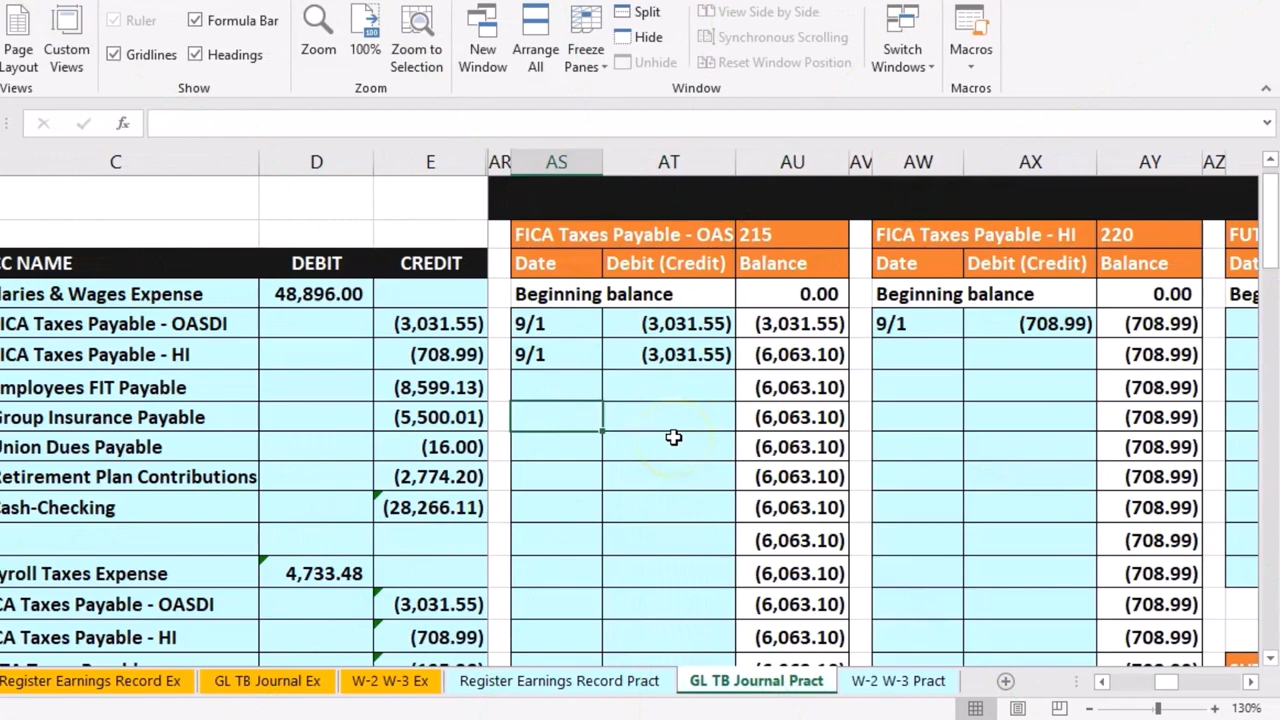 Ruler
Formula Bar
Split
View Side by Side
Hide
Synchronous Scrolling
Page Layout
Custom Views
Gridlines
Headings
Zoom
100%
Zoom to Selection
New Window
Arrange All
Freeze Panes
Unhide
Reset Window Position
Switch Windows
Macros
Views
Show
Zoom
Window
Macros
fx
C D E AR AS AT AU AV AW AX AY AZ
FICA Taxes Payable - OAS 215 FICA Taxes Payable - HI 220 FUT
CC NAME DEBIT CREDIT Date Debit (Credit) Balance Date Debit (Credit) Balance Dat
laries & Wages Expense 48,896.00 Beginning balance 0.00 Beginning balance 0.00 Beg
ICA Taxes Payable - OASDI (3,031.55) 9/1 (3,031.55) (3,031.55) 9/1 (708.99) (708.99)
ICA Taxes Payable - HI (708.99) 9/1 (3,031.55) (6,063.10) (708.99)
mployees FIT Payable (8,599.13) (6,063.10) (708.99)
Group Insurance Payable (5,500.01) (6,063.10) (708.99)
Union Dues Payable (16.00) (6,063.10) (708.99)
Retirement Plan Contributions (2,774.20) (6,063.10) (708.99)
Cash-Checking (28,266.11) (6,063.10) (708.99)
(6,063.10) (708.99)
yroll Taxes Expense 4,733.48 (6,063.10) (708.99)
CA Taxes Payable - OASDI (3,031.55) (6,063.10) (708.99)
CA Taxes Payable - HI (708.99) (6,063.10) (708.99)
Register Earnings Record Ex GL TB Journal Ex W-2 W-3 Ex Register Earnings Record Pract GL TB Journal Pract W-2 W-3 Pract
130%